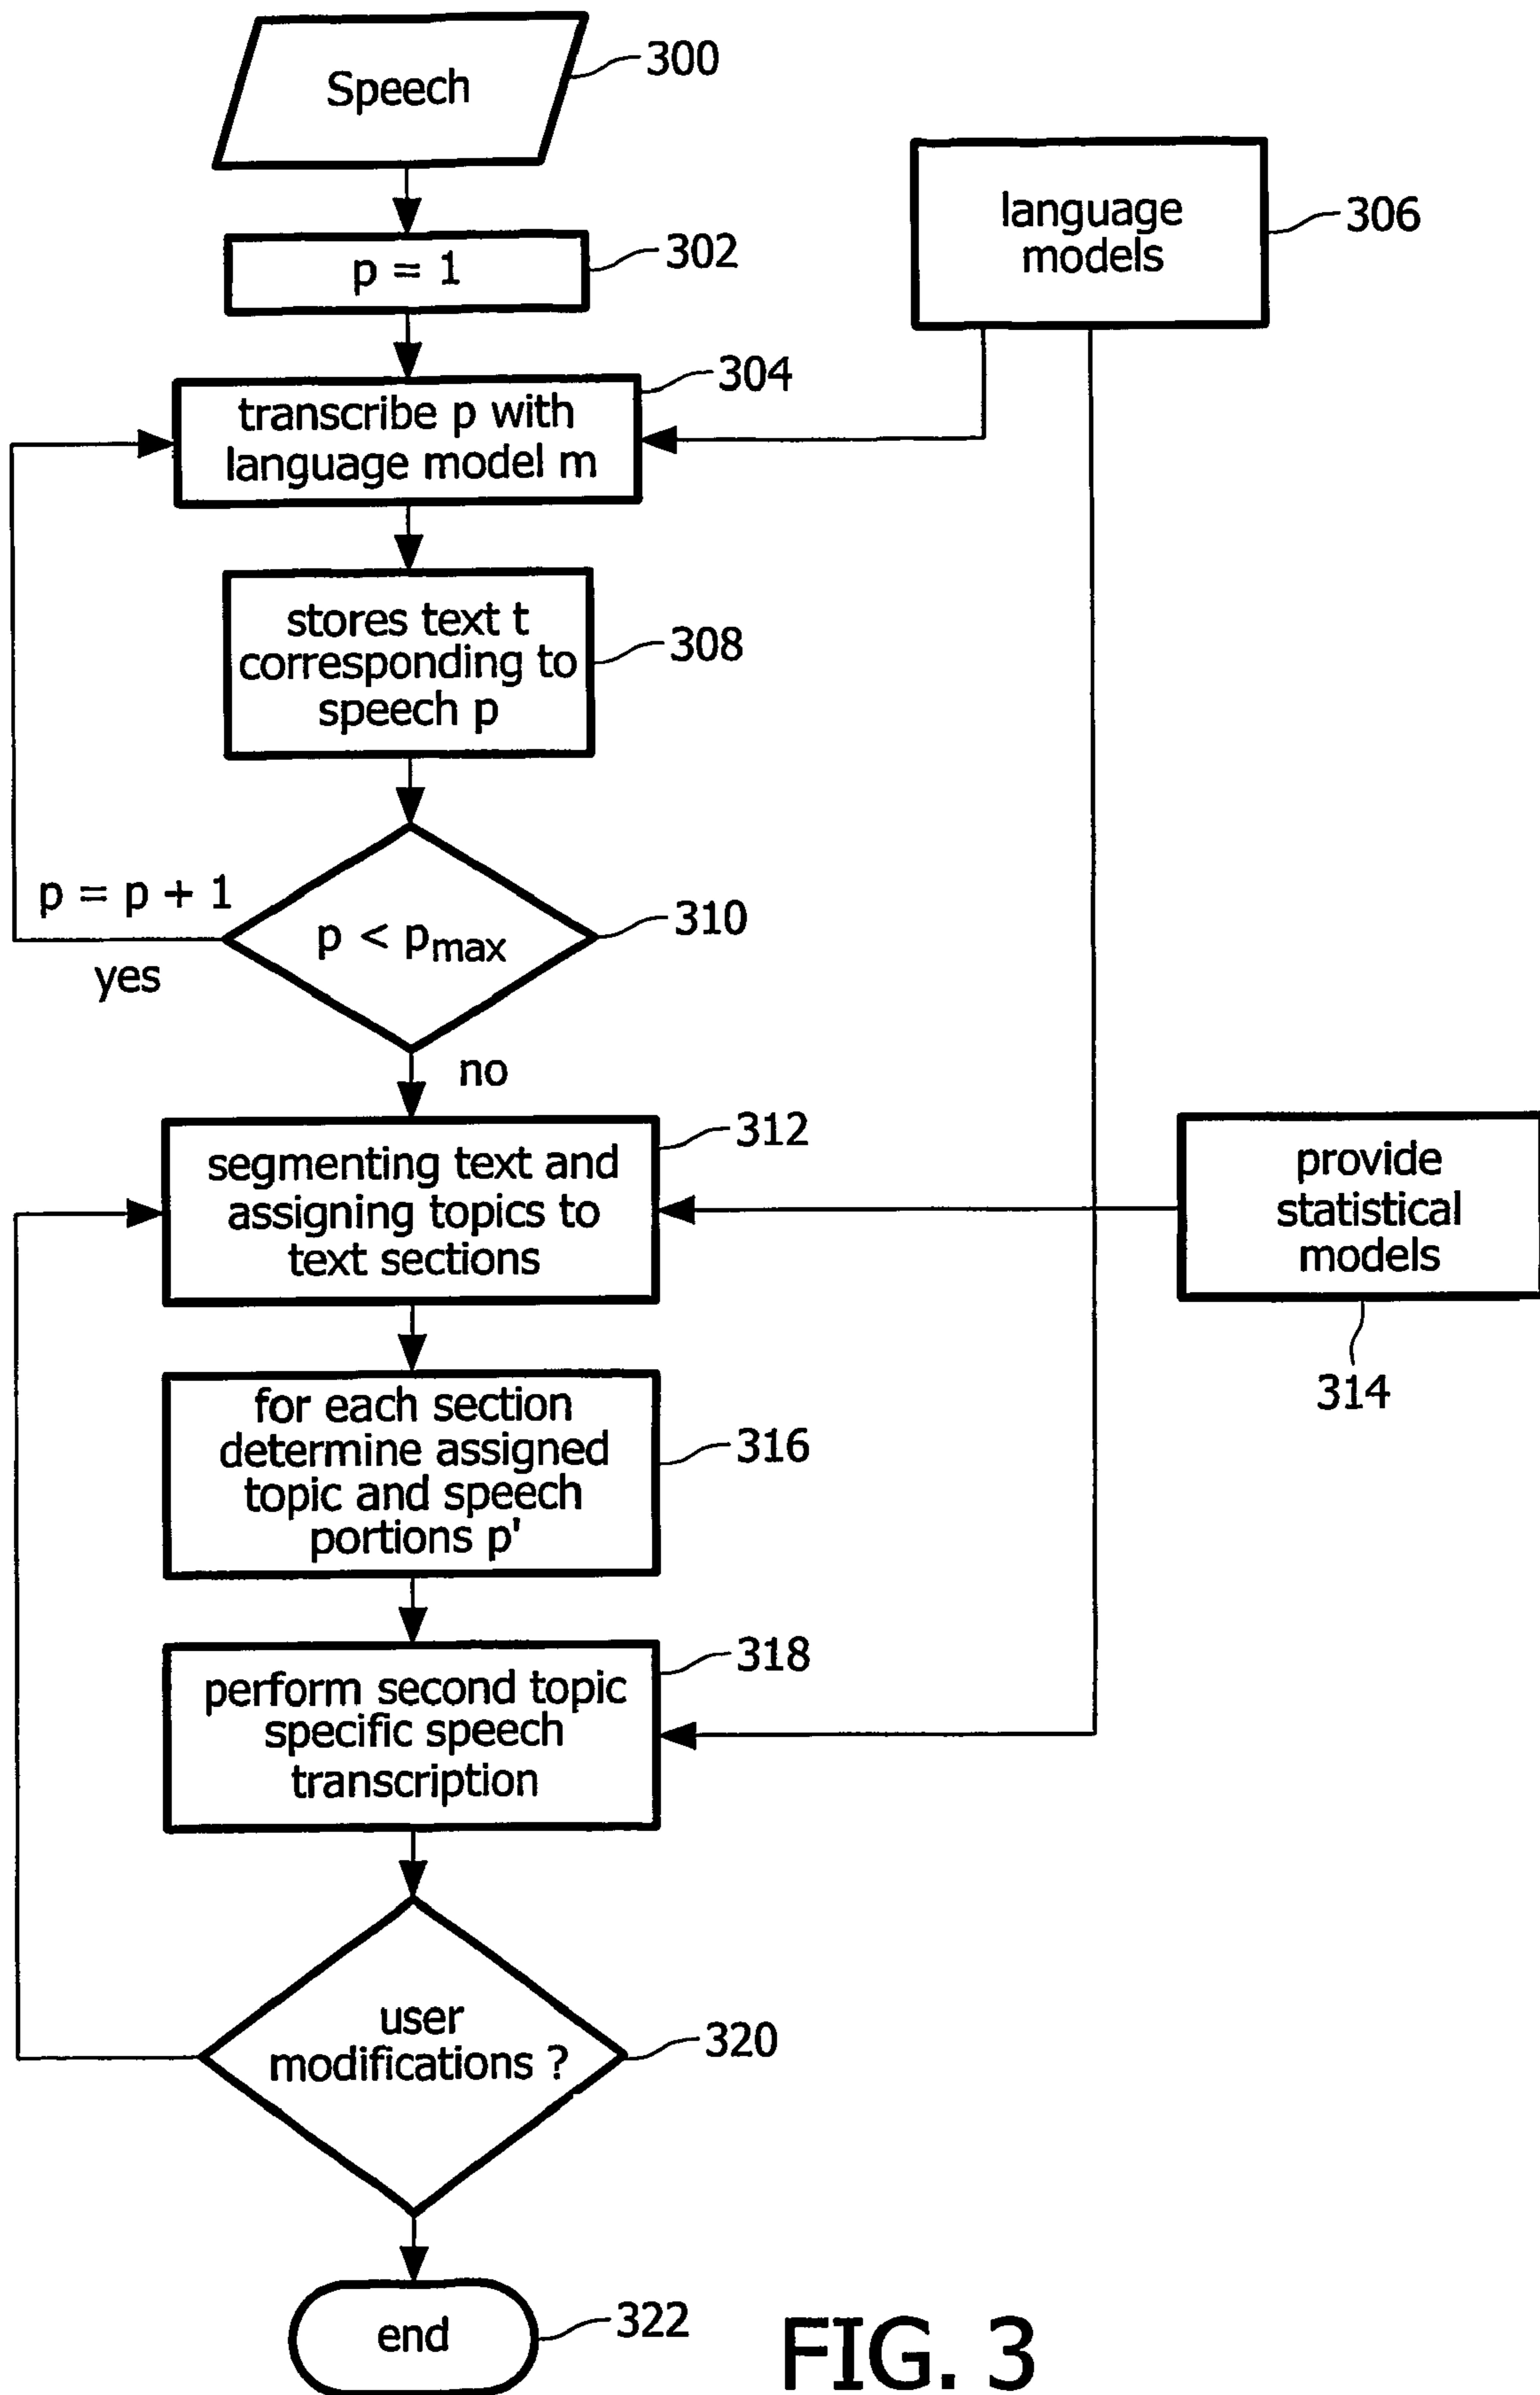 Speech
300
language
models
306
p = 1
302
304
transcribe p with
language model m
stores text t
corresponding to
speech p
308
p = p + 1
yes
p < pmax
310
no
312
segmenting text and
assigning topics to
text sections
provide
statistical
models
314
for each section
determine assigned
topic and speech
portions p'
316
318
perform second topic
specific speech
transcription
user
modifications ?
320
end
322
FIG. 3